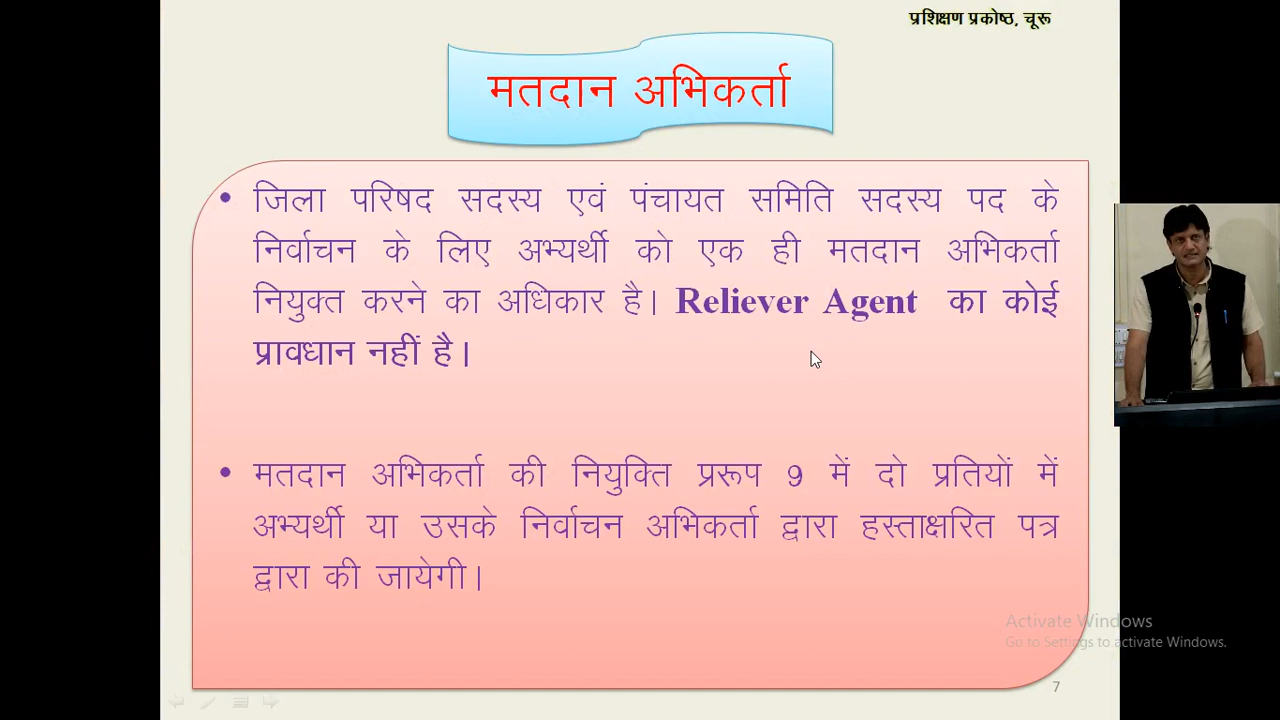 प्रशिक्षण प्रकोष्ठ, चूरू
मतदान अभिकर्ता
• जिला परिषद सदस्य एवं पंचायत समिति सदस्य पद के
निर्वाचन के लिए अभ्यर्थी को एक ही मतदान अभिकर्ता
नियुक्त करने का अधिकार है। Reliever Agent का कोई
प्रावधान नहीं है।
• मतदान अभिकर्ता की नियुक्ति प्ररूप 9 में दो प्रतियों में
अभ्यर्थी या उसके निर्वाचन अभिकर्ता द्वारा हस्ताक्षरित पत्र
द्वारा की जायेगी।
Activate Windows
Go to Settings to activate Windows.
7